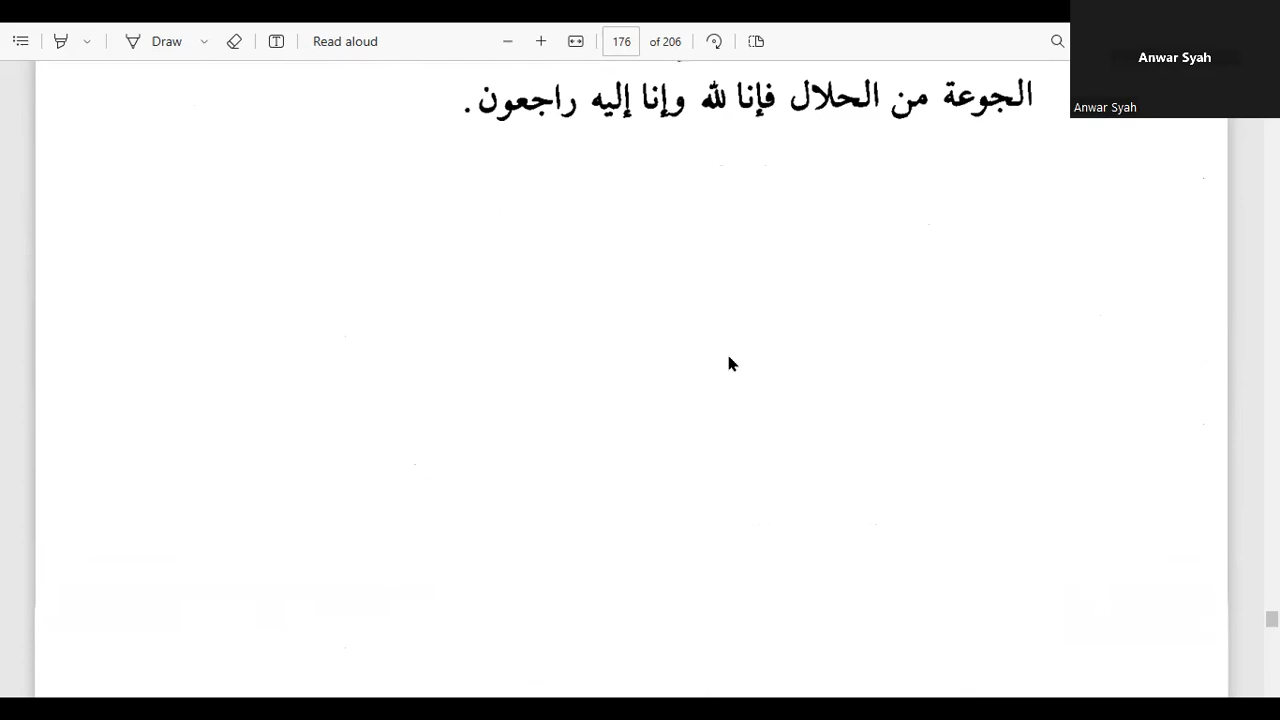 Draw
Read aloud
176 of 206
Anwar Syah
Anwar Syah
الجوعة من الحلال فإنا لله وإنا إليه راجعون .